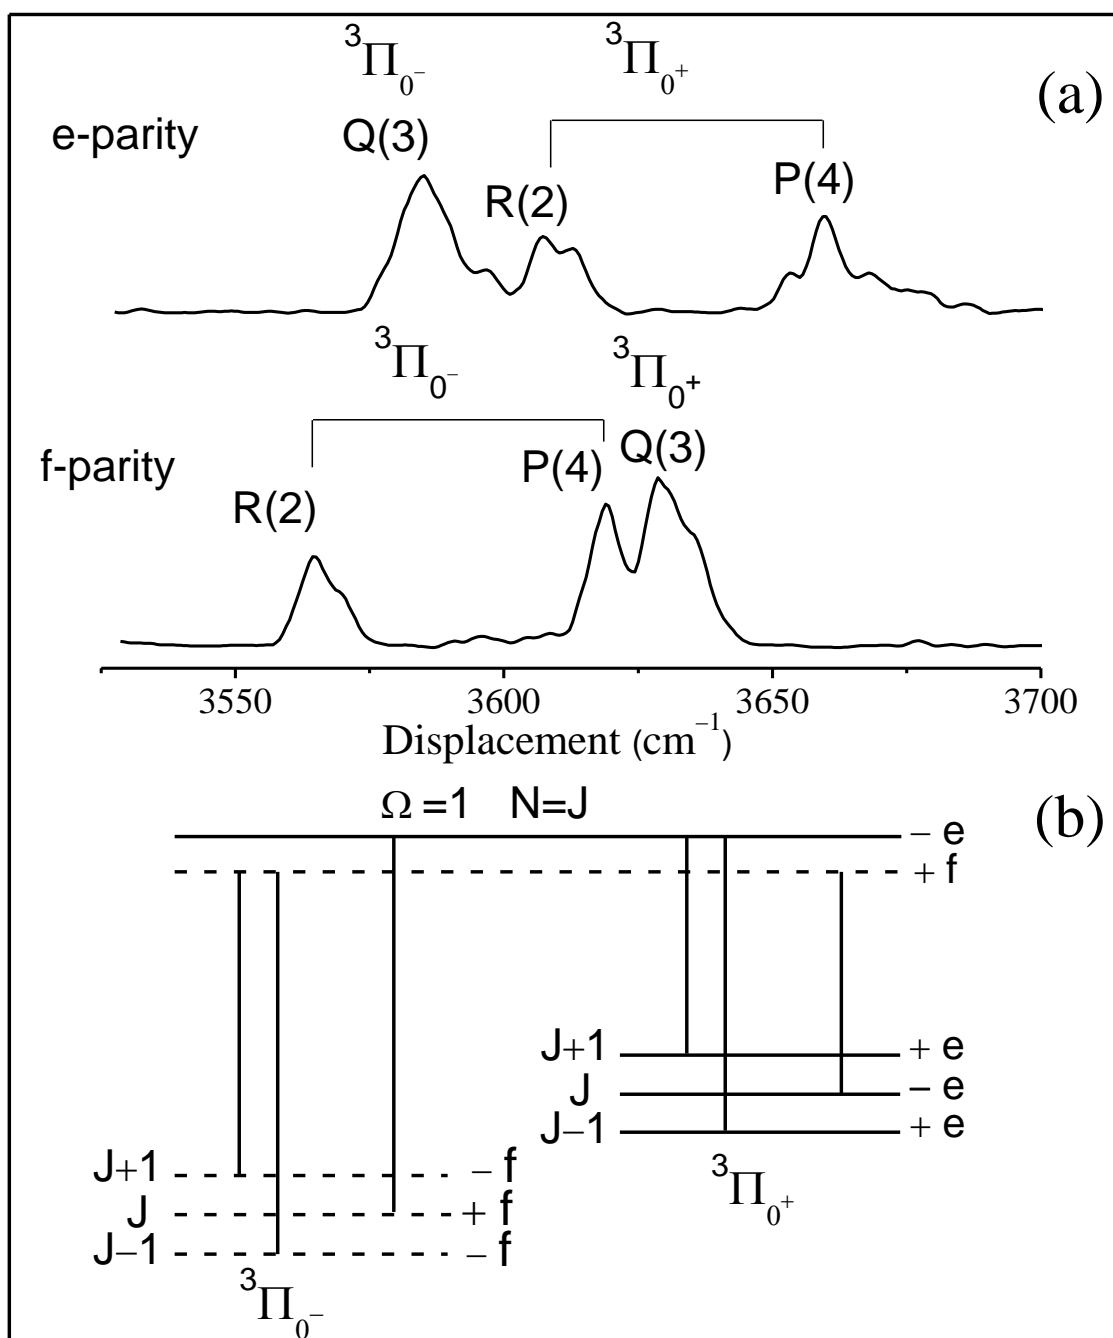 ³Π₀₋ ³Π₀₊ (a)
e-parity Q(3) R(2) P(4)
³Π₀₋ ³Π₀₊
f-parity R(2) P(4) Q(3)
3550 3600 3650 3700
Displacement (cm⁻¹)
Ω =1 N=J (b)
− e
+ f
J+1 + e
J − e
J−1 + e
³Π₀₊
J+1 − f
J + f
J−1 − f
³Π₀₋